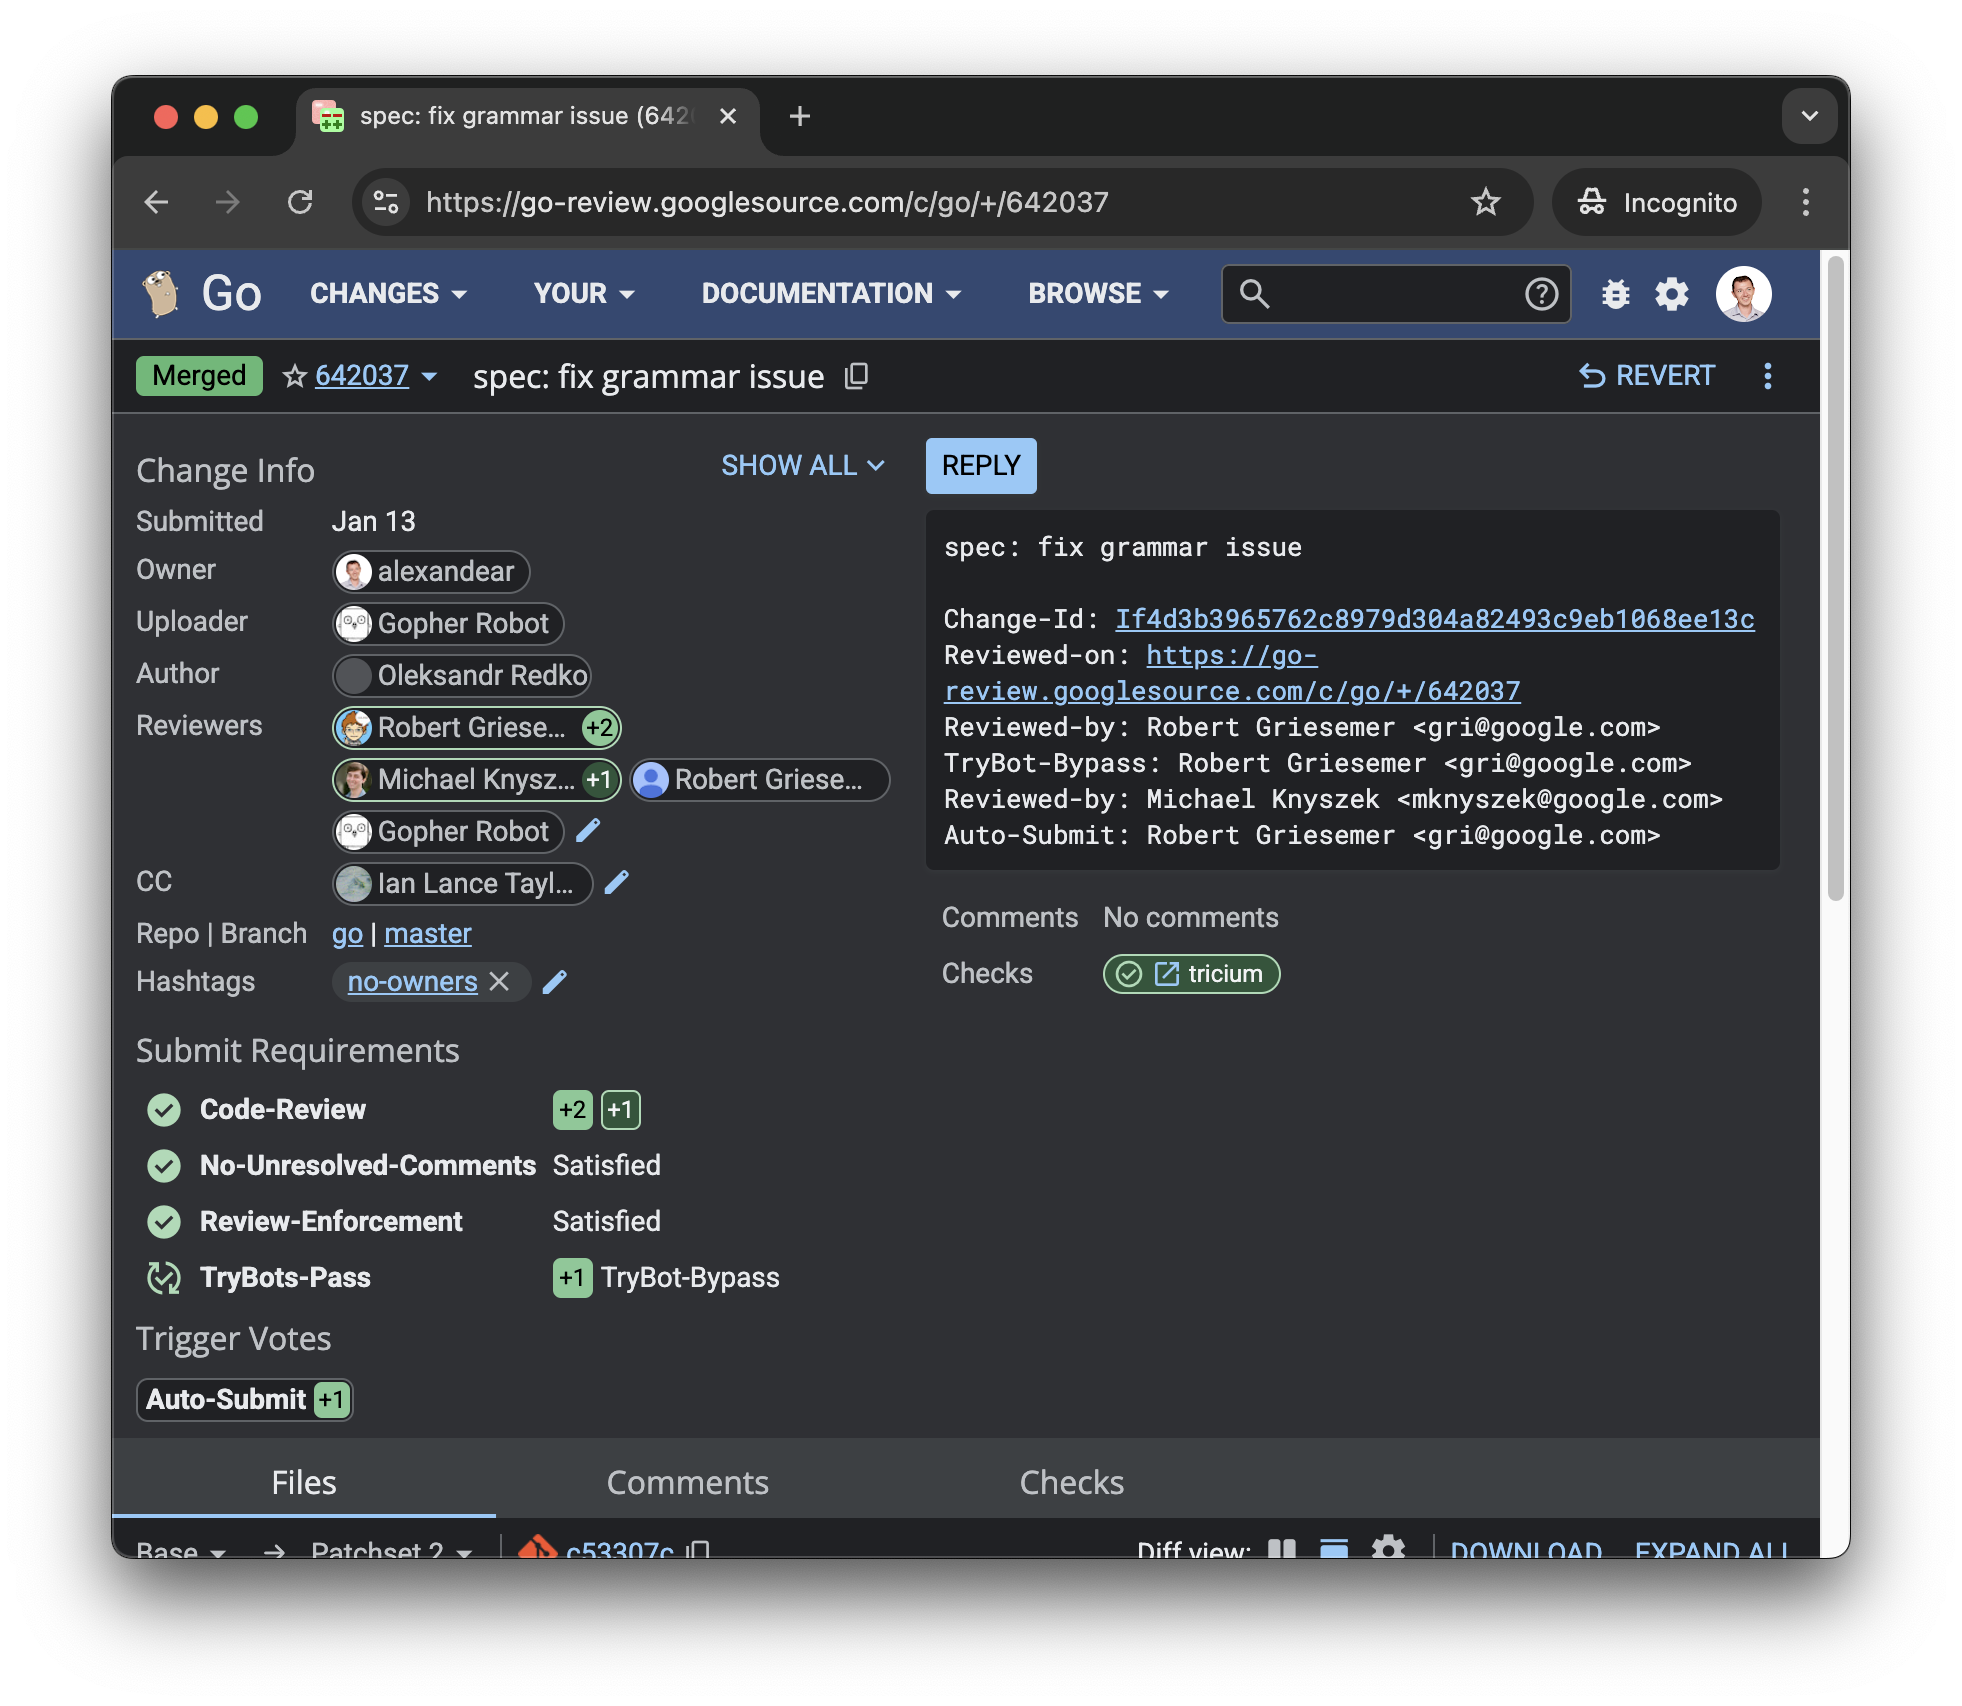 spec: fix grammar issue (642
https://go-review.googlesource.com/c/go/+/642037
Incognito
Go CHANGES YOUR DOCUMENTATION BROWSE
Merged 642037 spec: fix grammar issue REVERT
Change Info SHOW ALL
Submitted Jan 13
Owner alexandear
Uploader Gopher Robot
Author Oleksandr Redko
Reviewers Robert Griese... +2
Michael Knysz... +1 Robert Griese...
Gopher Robot
CC Ian Lance Tayl...
Repo | Branch go | master
Hashtags no-owners
REPLY
spec: fix grammar issue
Change-Id: If4d3b3965762c8979d304a82493c9eb1068ee13c
Reviewed-on: https://go-
review.googlesource.com/c/go/+/642037
Reviewed-by: Robert Griesemer <gri@google.com>
TryBot-Bypass: Robert Griesemer <gri@google.com>
Reviewed-by: Michael Knyszek <mknyszek@google.com>
Auto-Submit: Robert Griesemer <gri@google.com>
Comments No comments
Checks tricium
Submit Requirements
Code-Review +2 +1
No-Unresolved-Comments Satisfied
Review-Enforcement Satisfied
TryBots-Pass +1 TryBot-Bypass
Trigger Votes
Auto-Submit +1
Files Comments Checks
Base → Patchset 2 c53307c Diff view: DOWNLOAD EXPAND ALL